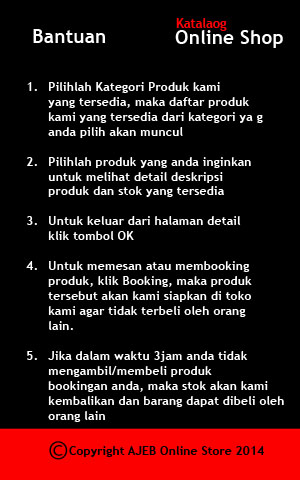 Bantuan
Katalaog
Online Shop
1. Pilihlah Kategori Produk kami
yang tersedia, maka daftar produk
kami yang tersedia dari kategori ya g
anda pilih akan muncul
2. Pilihlah produk yang anda inginkan
untuk melihat detail deskripsi
produk dan stok yang tersedia
3. Untuk keluar dari halaman detail
klik tombol OK
4. Untuk memesan atau membooking
produk, klik Booking, maka produk
tersebut akan kami siapkan di toko
kami agar tidak terbeli oleh orang
lain.
5. Jika dalam waktu 3jam anda tidak
mengambil/membeli produk
bookingan anda, maka stok akan kami
kembalikan dan barang dapat dibeli oleh
orang lain
©Copyright AJEB Online Store 2014